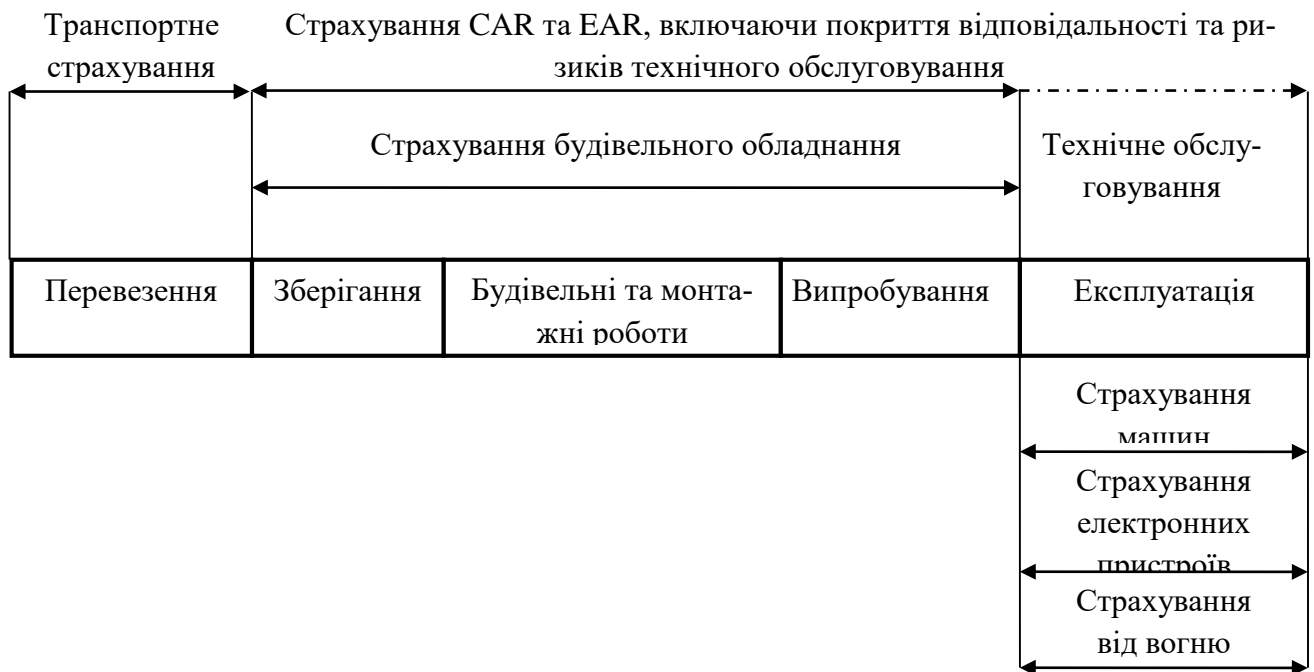 Транспортне
страхування
Страхування CAR та EAR, включаючи покриття відповідальності та ри-
зиків технічного обслуговування
Страхування будівельного обладнання
Технічне обслу-
говування
Перевезення
Зберігання
Будівельні та монта-
жні роботи
Випробування
Експлуатація
Страхування
машин
Страхування
електронних
пристроїв
Страхування
від вогню